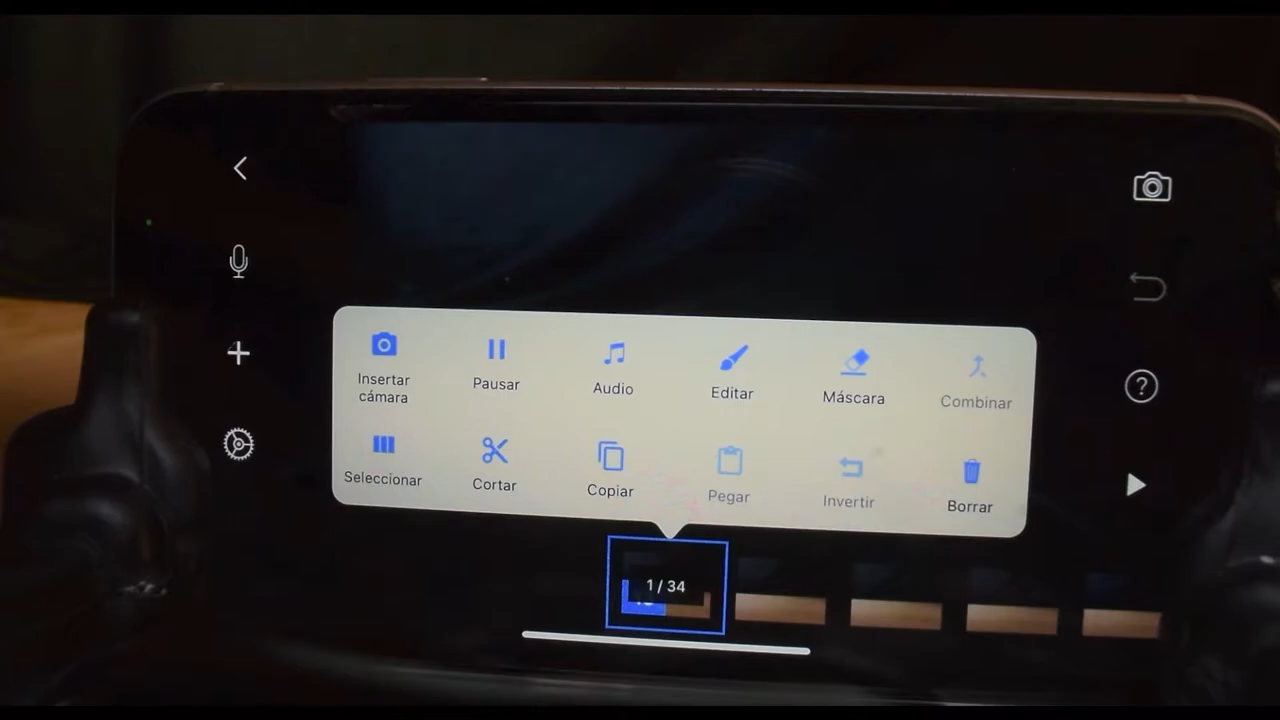 Insertar
cámara
Pausar
Audio
Editar
Máscara
Combinar
Seleccionar
Cortar
Copiar
Pegar
Invertir
Borrar
1 / 34